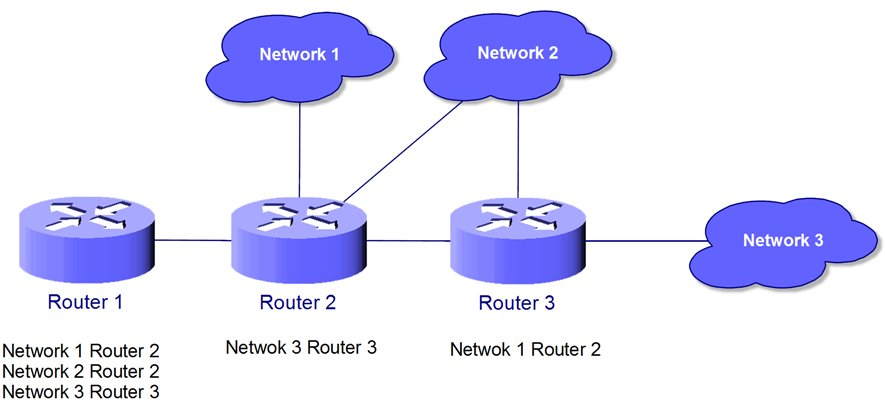 Network 1
Network 2
Network 3
Router 1
Router 2
Router 3
Network 1 Router 2
Network 2 Router 2
Network 3 Router 3
Netwok 3 Router 3
Netwok 1 Router 2